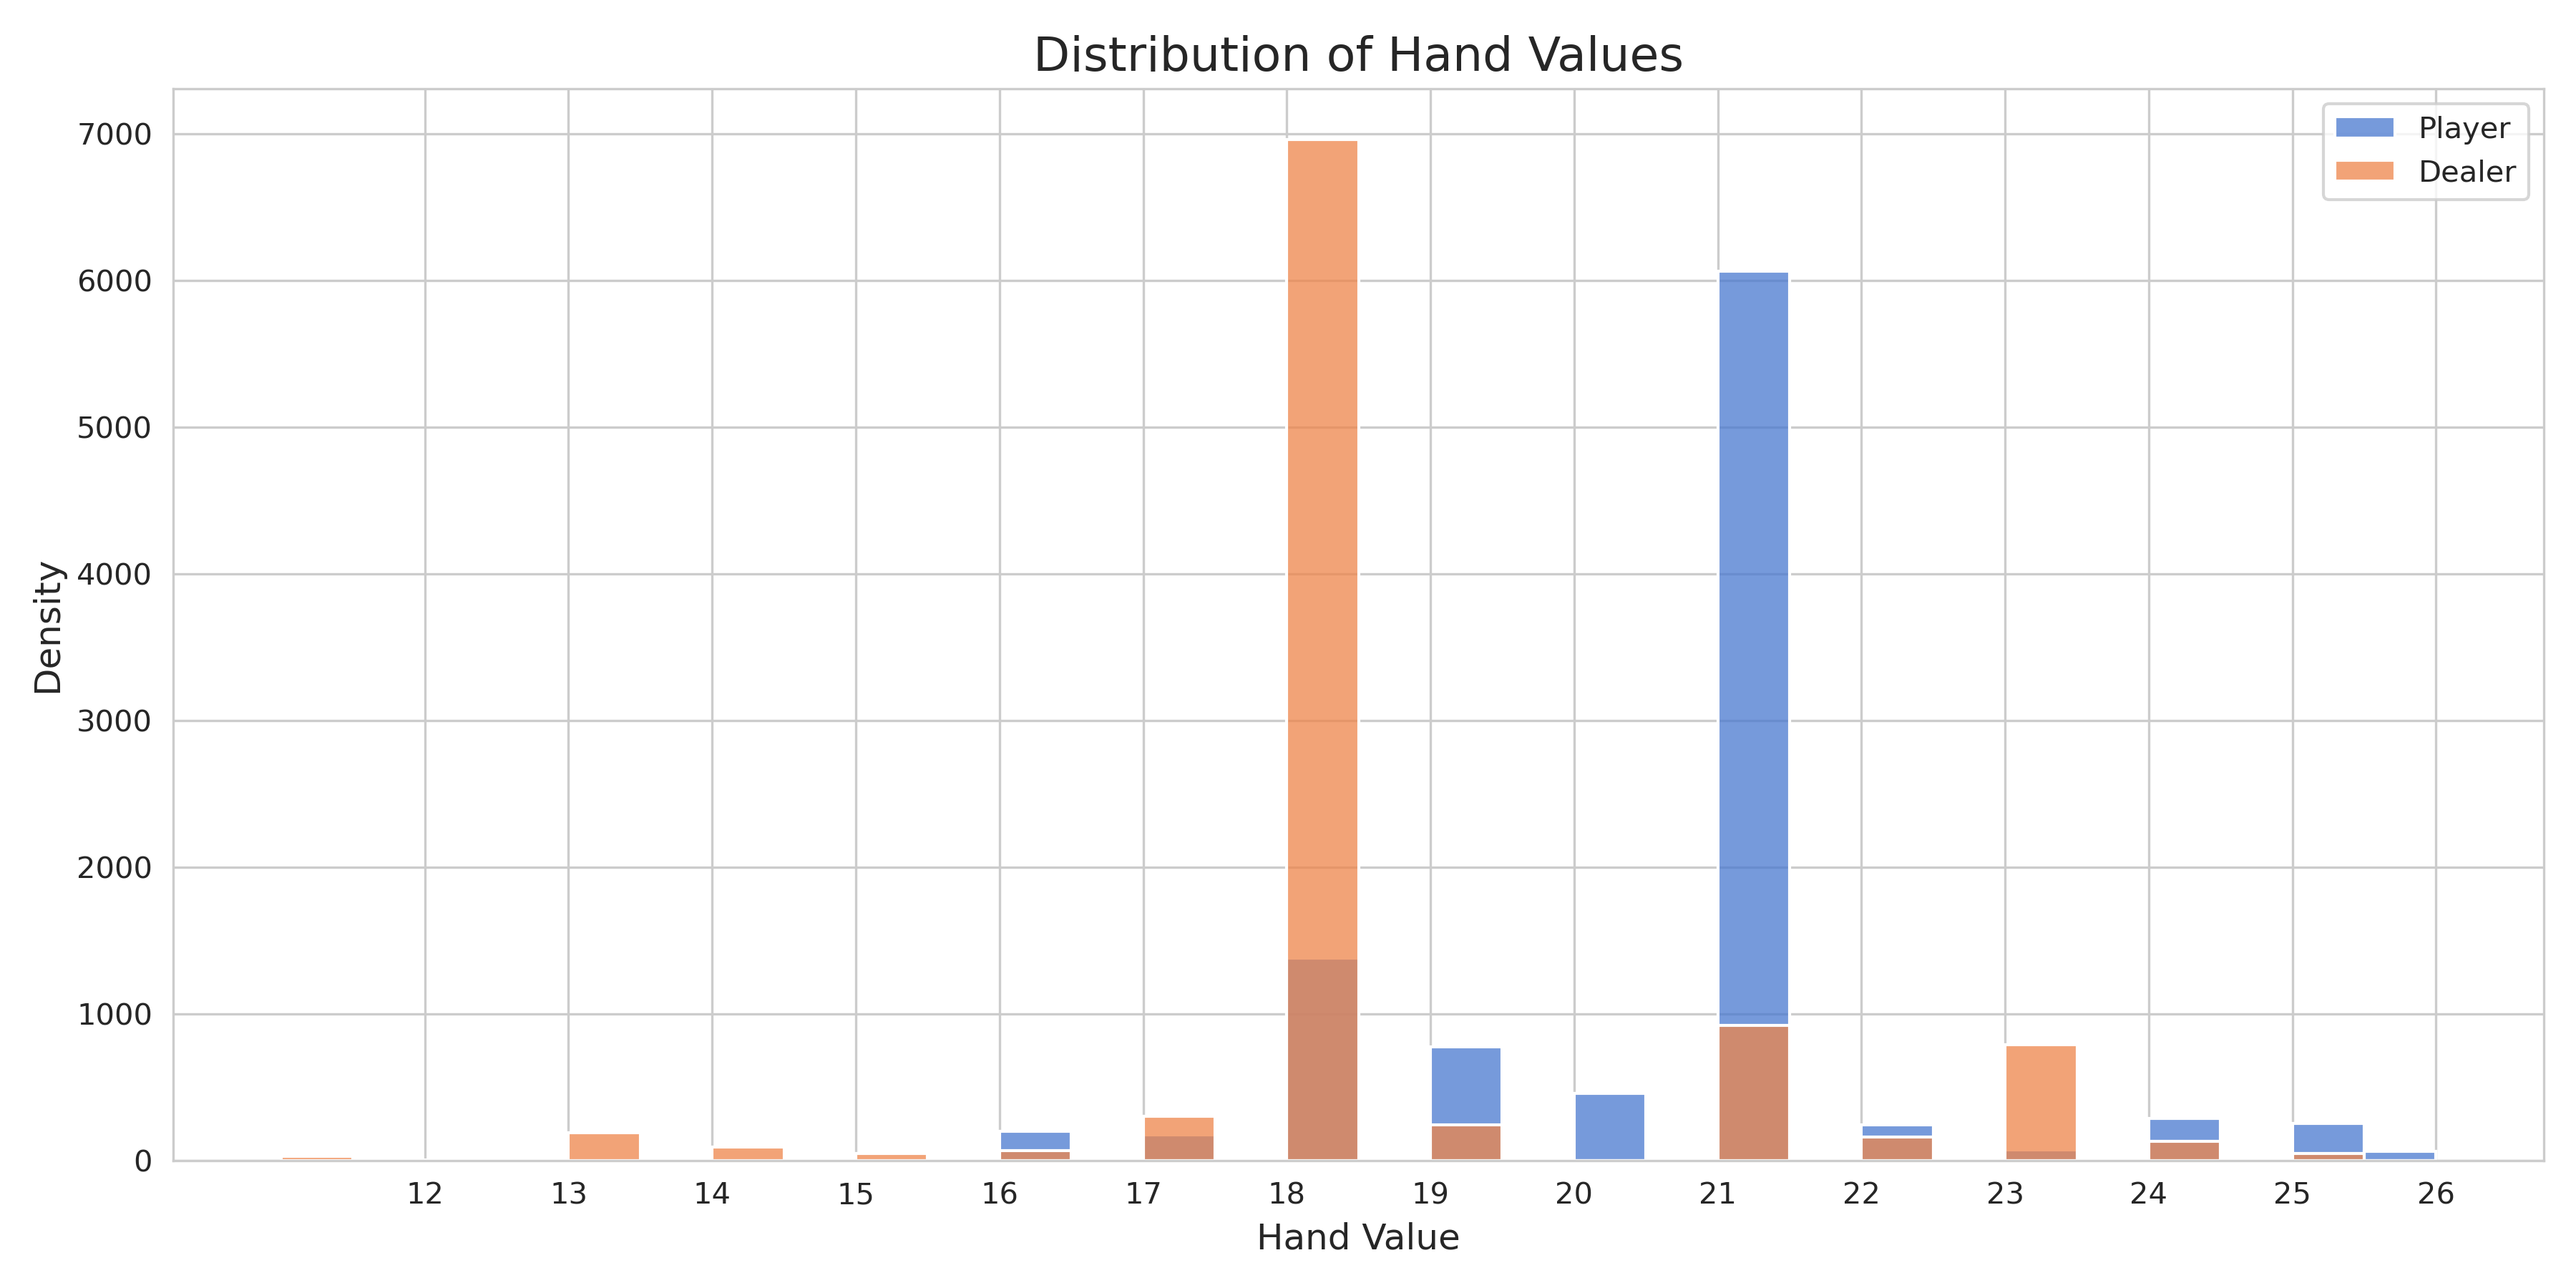 Distribution of Hand Values
Player
Dealer
7000
6000
5000
4000
3000
2000
1000
0
Density
12 13 14 15 16 17 18 19 20 21 22 23 24 25 26
Hand Value